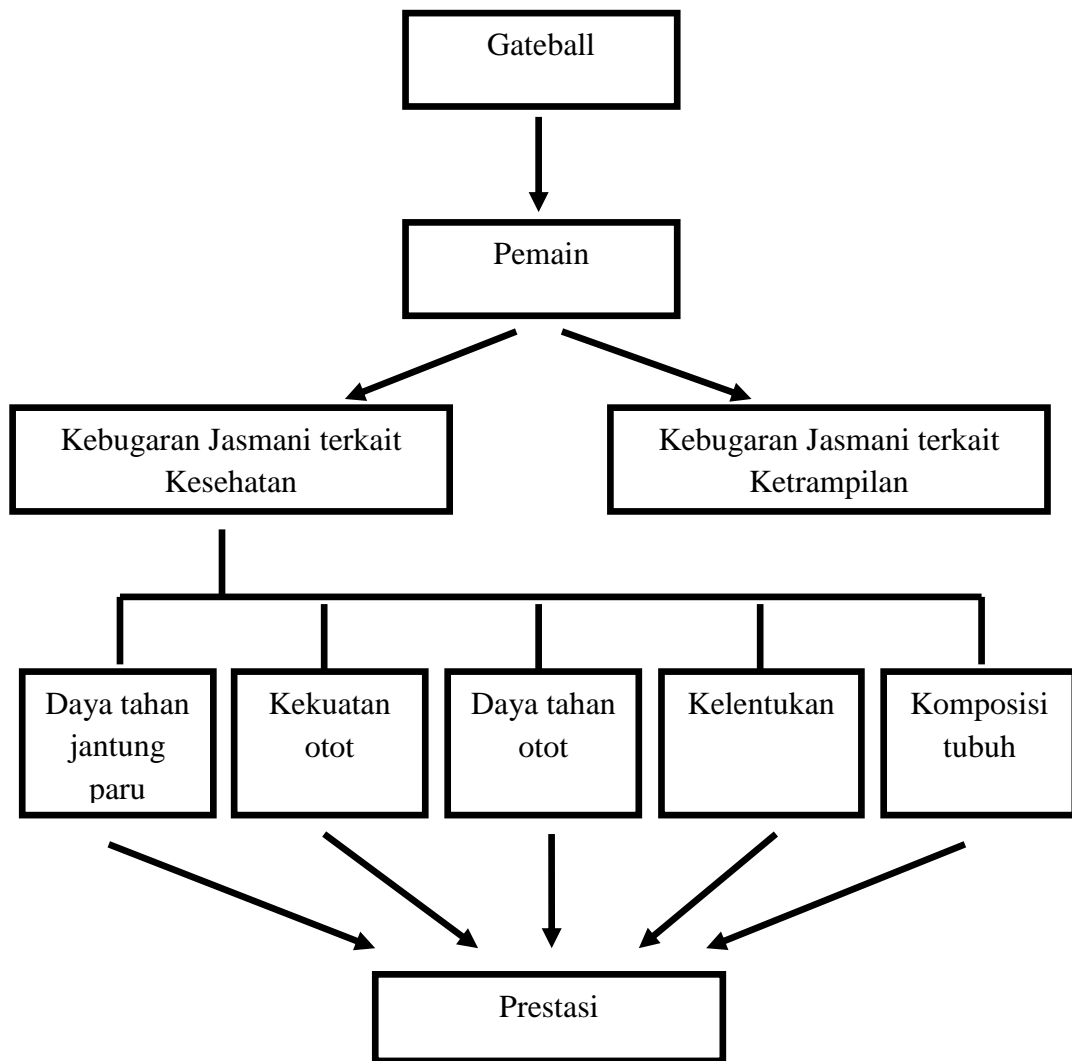 Gateball
Pemain
Kebugaran Jasmani terkait
Kesehatan
Kebugaran Jasmani terkait
Ketrampilan
Daya tahan
jantung
paru
Kekuatan
otot
Daya tahan
otot
Kelentukan
Komposisi
tubuh
Prestasi